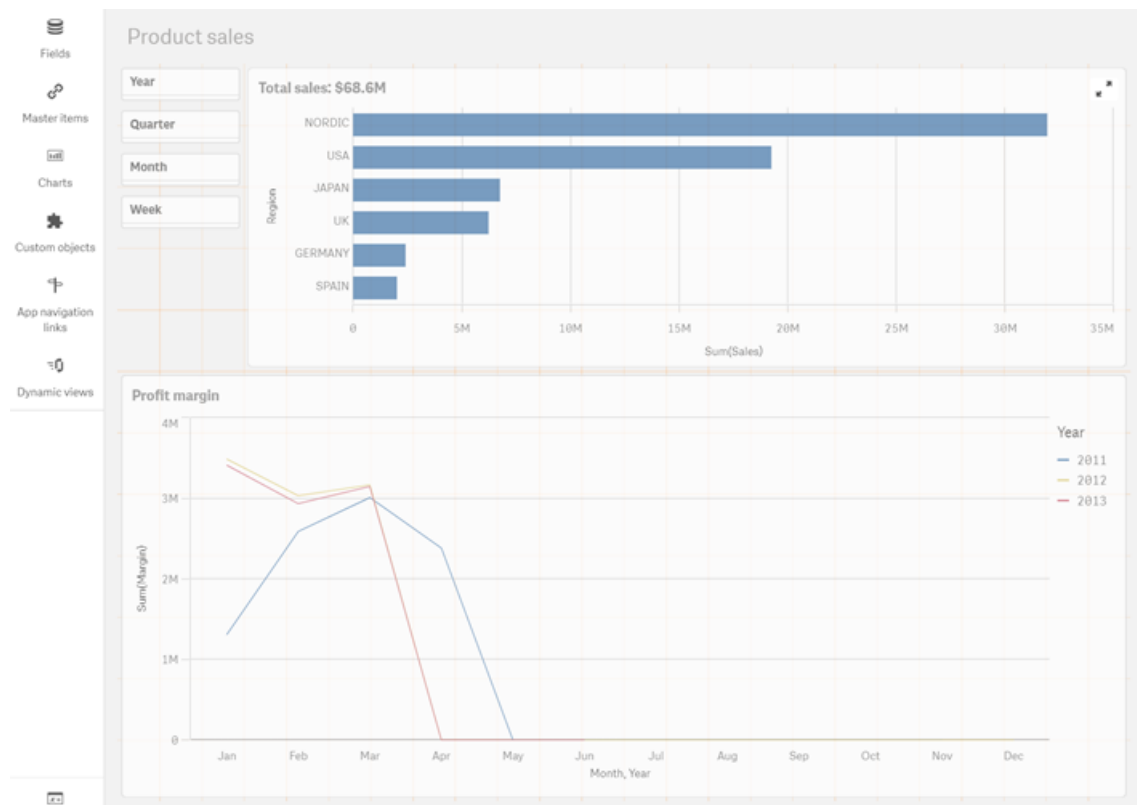 Fields
Master items
Charts
Custom objects
App navigation
links
Dynamic views
Product sales
Year
Quarter
Month
Week
Total sales: $68.6M
Region
NORDIC
USA
JAPAN
UK
GERMANY
SPAIN
0 5M 10M 15M 20M 25M 30M 35M
Sum(Sales)
Profit margin
Sum(Margin)
4M
3M
2M
1M
0
Jan Feb Mar Apr May Jun Jul Aug Sep Oct Nov Dec
Month, Year
Year
2011
2012
2013